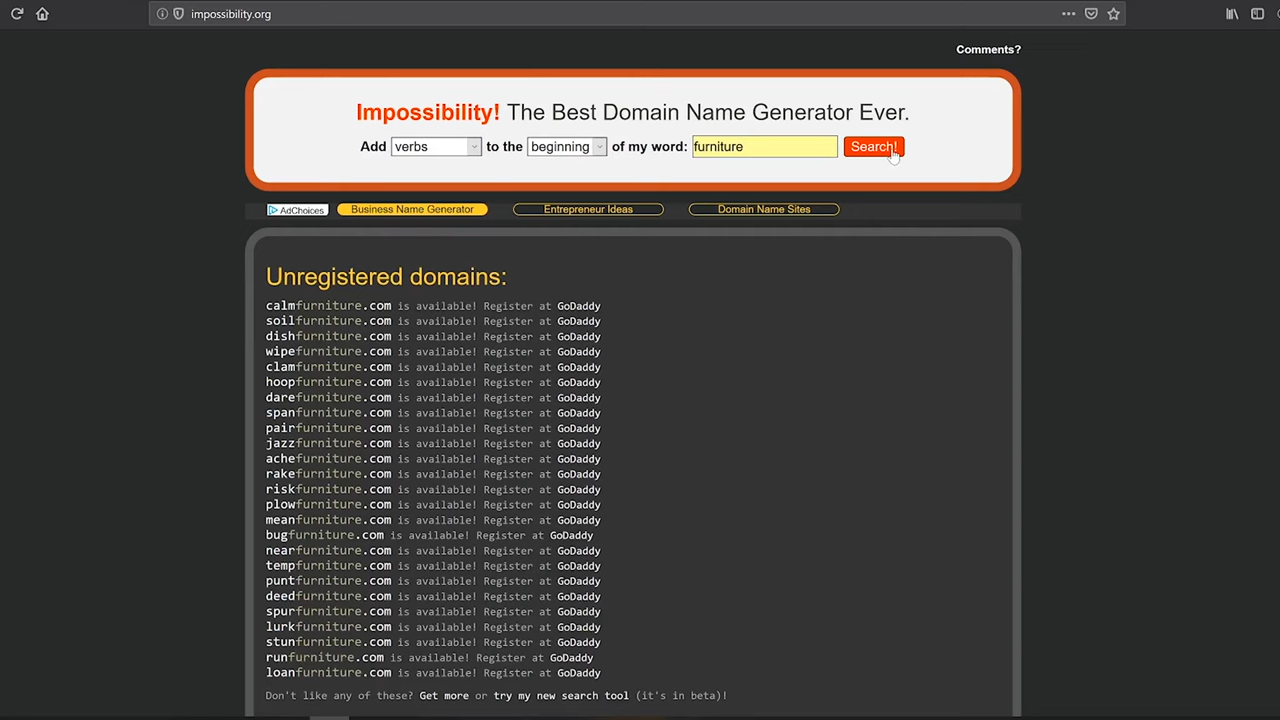 impossibility.org
Comments?
Impossibility! The Best Domain Name Generator Ever.
Add verbs to the beginning of my word: furniture Search!
AdChoices Business Name Generator Entrepreneur Ideas Domain Name Sites
Unregistered domains:
calmfurniture.com is available! Register at GoDaddy
soilfurniture.com is available! Register at GoDaddy
dishfurniture.com is available! Register at GoDaddy
wipefurniture.com is available! Register at GoDaddy
clamfurniture.com is available! Register at GoDaddy
hoopfurniture.com is available! Register at GoDaddy
darefurniture.com is available! Register at GoDaddy
spanfurniture.com is available! Register at GoDaddy
pairfurniture.com is available! Register at GoDaddy
jazzfurniture.com is available! Register at GoDaddy
achefurniture.com is available! Register at GoDaddy
rakefurniture.com is available! Register at GoDaddy
riskfurniture.com is available! Register at GoDaddy
plowfurniture.com is available! Register at GoDaddy
meanfurniture.com is available! Register at GoDaddy
bugfurniture.com is available! Register at GoDaddy
nearfurniture.com is available! Register at GoDaddy
tempfurniture.com is available! Register at GoDaddy
puntfurniture.com is available! Register at GoDaddy
deedfurniture.com is available! Register at GoDaddy
spurfurniture.com is available! Register at GoDaddy
lurkfurniture.com is available! Register at GoDaddy
stunfurniture.com is available! Register at GoDaddy
runfurniture.com is available! Register at GoDaddy
loanfurniture.com is available! Register at GoDaddy
Don't like any of these? Get more or try my new search tool (it's in beta)!